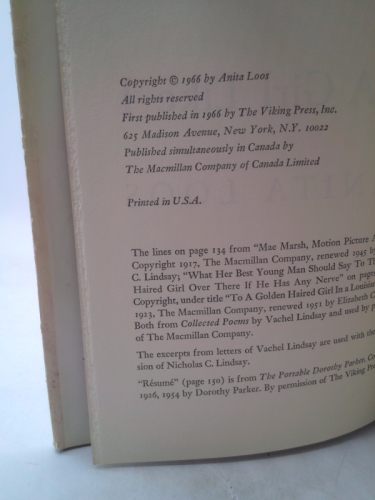 Copyright © 1966 by Anita Loos
All rights reserved
First published in 1966 by The Viking Press, Inc.
625 Madison Avenue, New York, N.Y. 10022
Published simultaneously in Canada by
The Macmillan Company of Canada Limited
Printed in U.S.A.
The lines on page 134 from "Mae Marsh, Motion Picture
Copyright 1917, The Macmillan Company, renewed 1945 by
C. Lindsay; "What Her Best Young Man Should Say To Th
Haired Girl Over There If He Has Any Nerve" on page
Copyright, under title "To A Golden Haired Girl In a Louisi
1923, The Macmillan Company, renewed 1951 by Elizabeth C
Both from Collected Poems by Vachel Lindsay and used by p
of The Macmillan Company.
The excerpts from letters of Vachel Lindsay are used with the
sion of Nicholas C. Lindsay.
"Résumé" (page 150) is from The Portable Dorothy Parker. Co
1926, 1954 by Dorothy Parker. By permission of The Viking